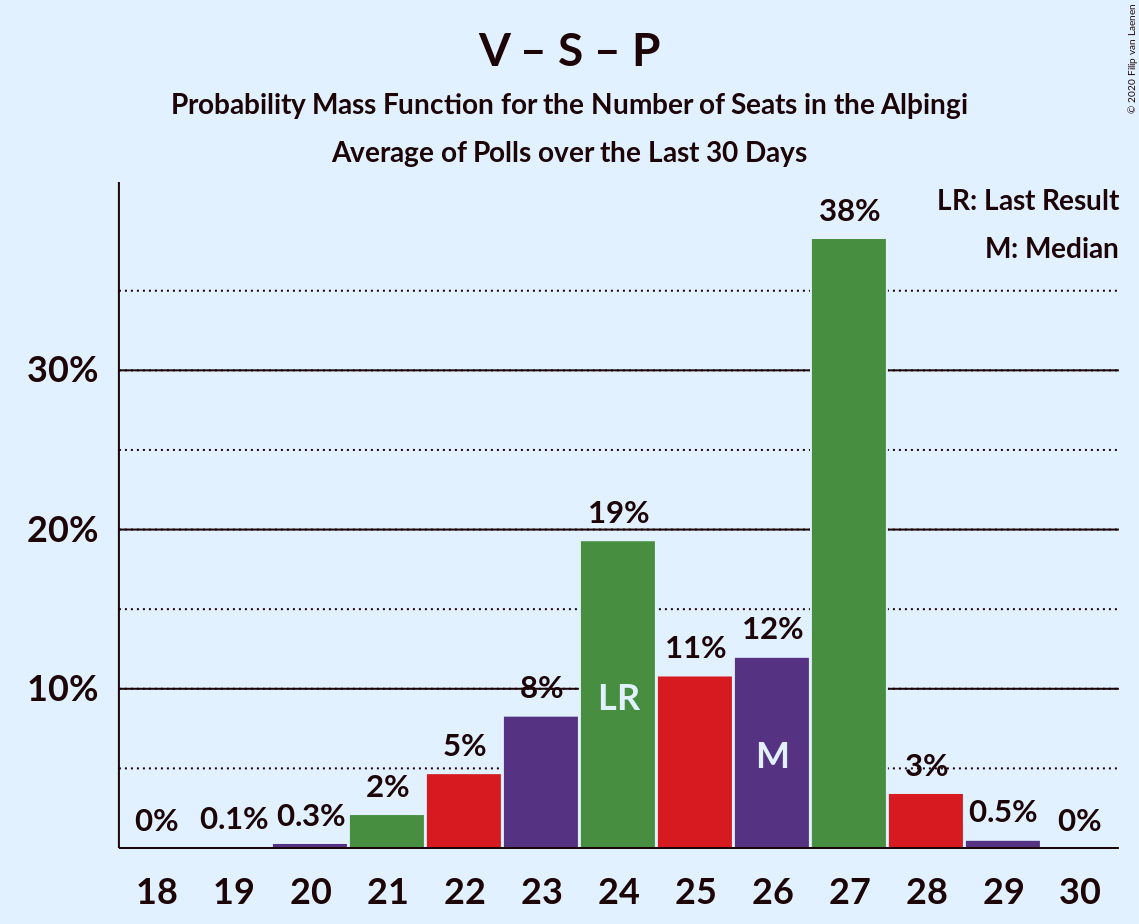 V – S – P
Probability Mass Function for the Number of Seats in the Alþingi
Average of Polls over the Last 30 Days
© 2020 Filip van Laenen
LR: Last Result
M: Median
38%
30%
19%
20%
12%
11%
10%
8%
LR
M
5%
3%
2%
0%
0.1%
0.3%
0.5%
0%
18 19 20 21 22 23 24 25 26 27 28 29 30